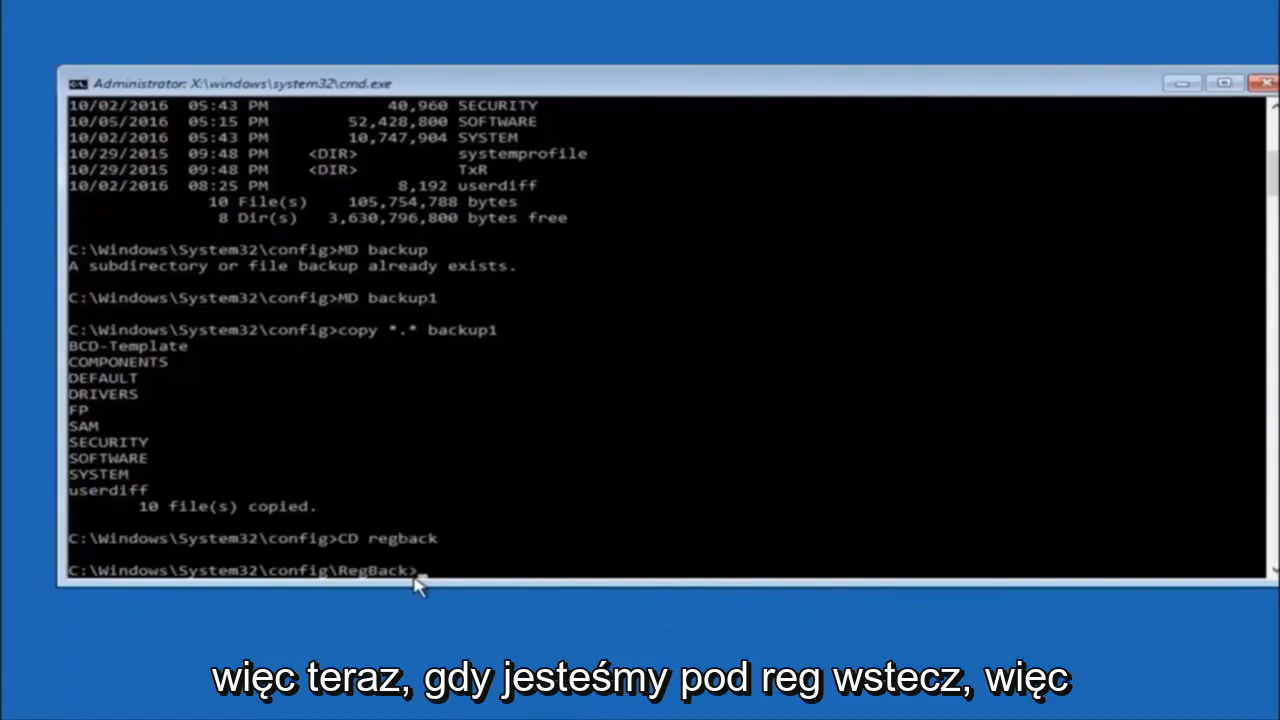 Administrator: X:\windows\system32\cmd.exe
10/02/2016 05:43 PM 40,960 SECURITY
10/05/2016 05:15 PM 52,428,800 SOFTWARE
10/02/2016 05:43 PM 10,747,904 SYSTEM
10/29/2015 09:48 PM <DIR> systemprofile
10/29/2015 09:48 PM <DIR> TxR
10/02/2016 08:25 PM 8,192 userdiff
10 File(s) 105,754,788 bytes
8 Dir(s) 3,630,796,800 bytes free
C:\Windows\System32\config>MD backup
A subdirectory or file backup already exists.
C:\Windows\System32\config>MD backup1
C:\Windows\System32\config>copy *.* backup1
BCD-Template
COMPONENTS
DEFAULT
DRIVERS
FP
SAM
SECURITY
SOFTWARE
SYSTEM
userdiff
10 file(s) copied.
C:\Windows\System32\config>CD regback
C:\Windows\System32\config\RegBack>_
więc teraz, gdy jesteśmy pod reg wstecz, więc